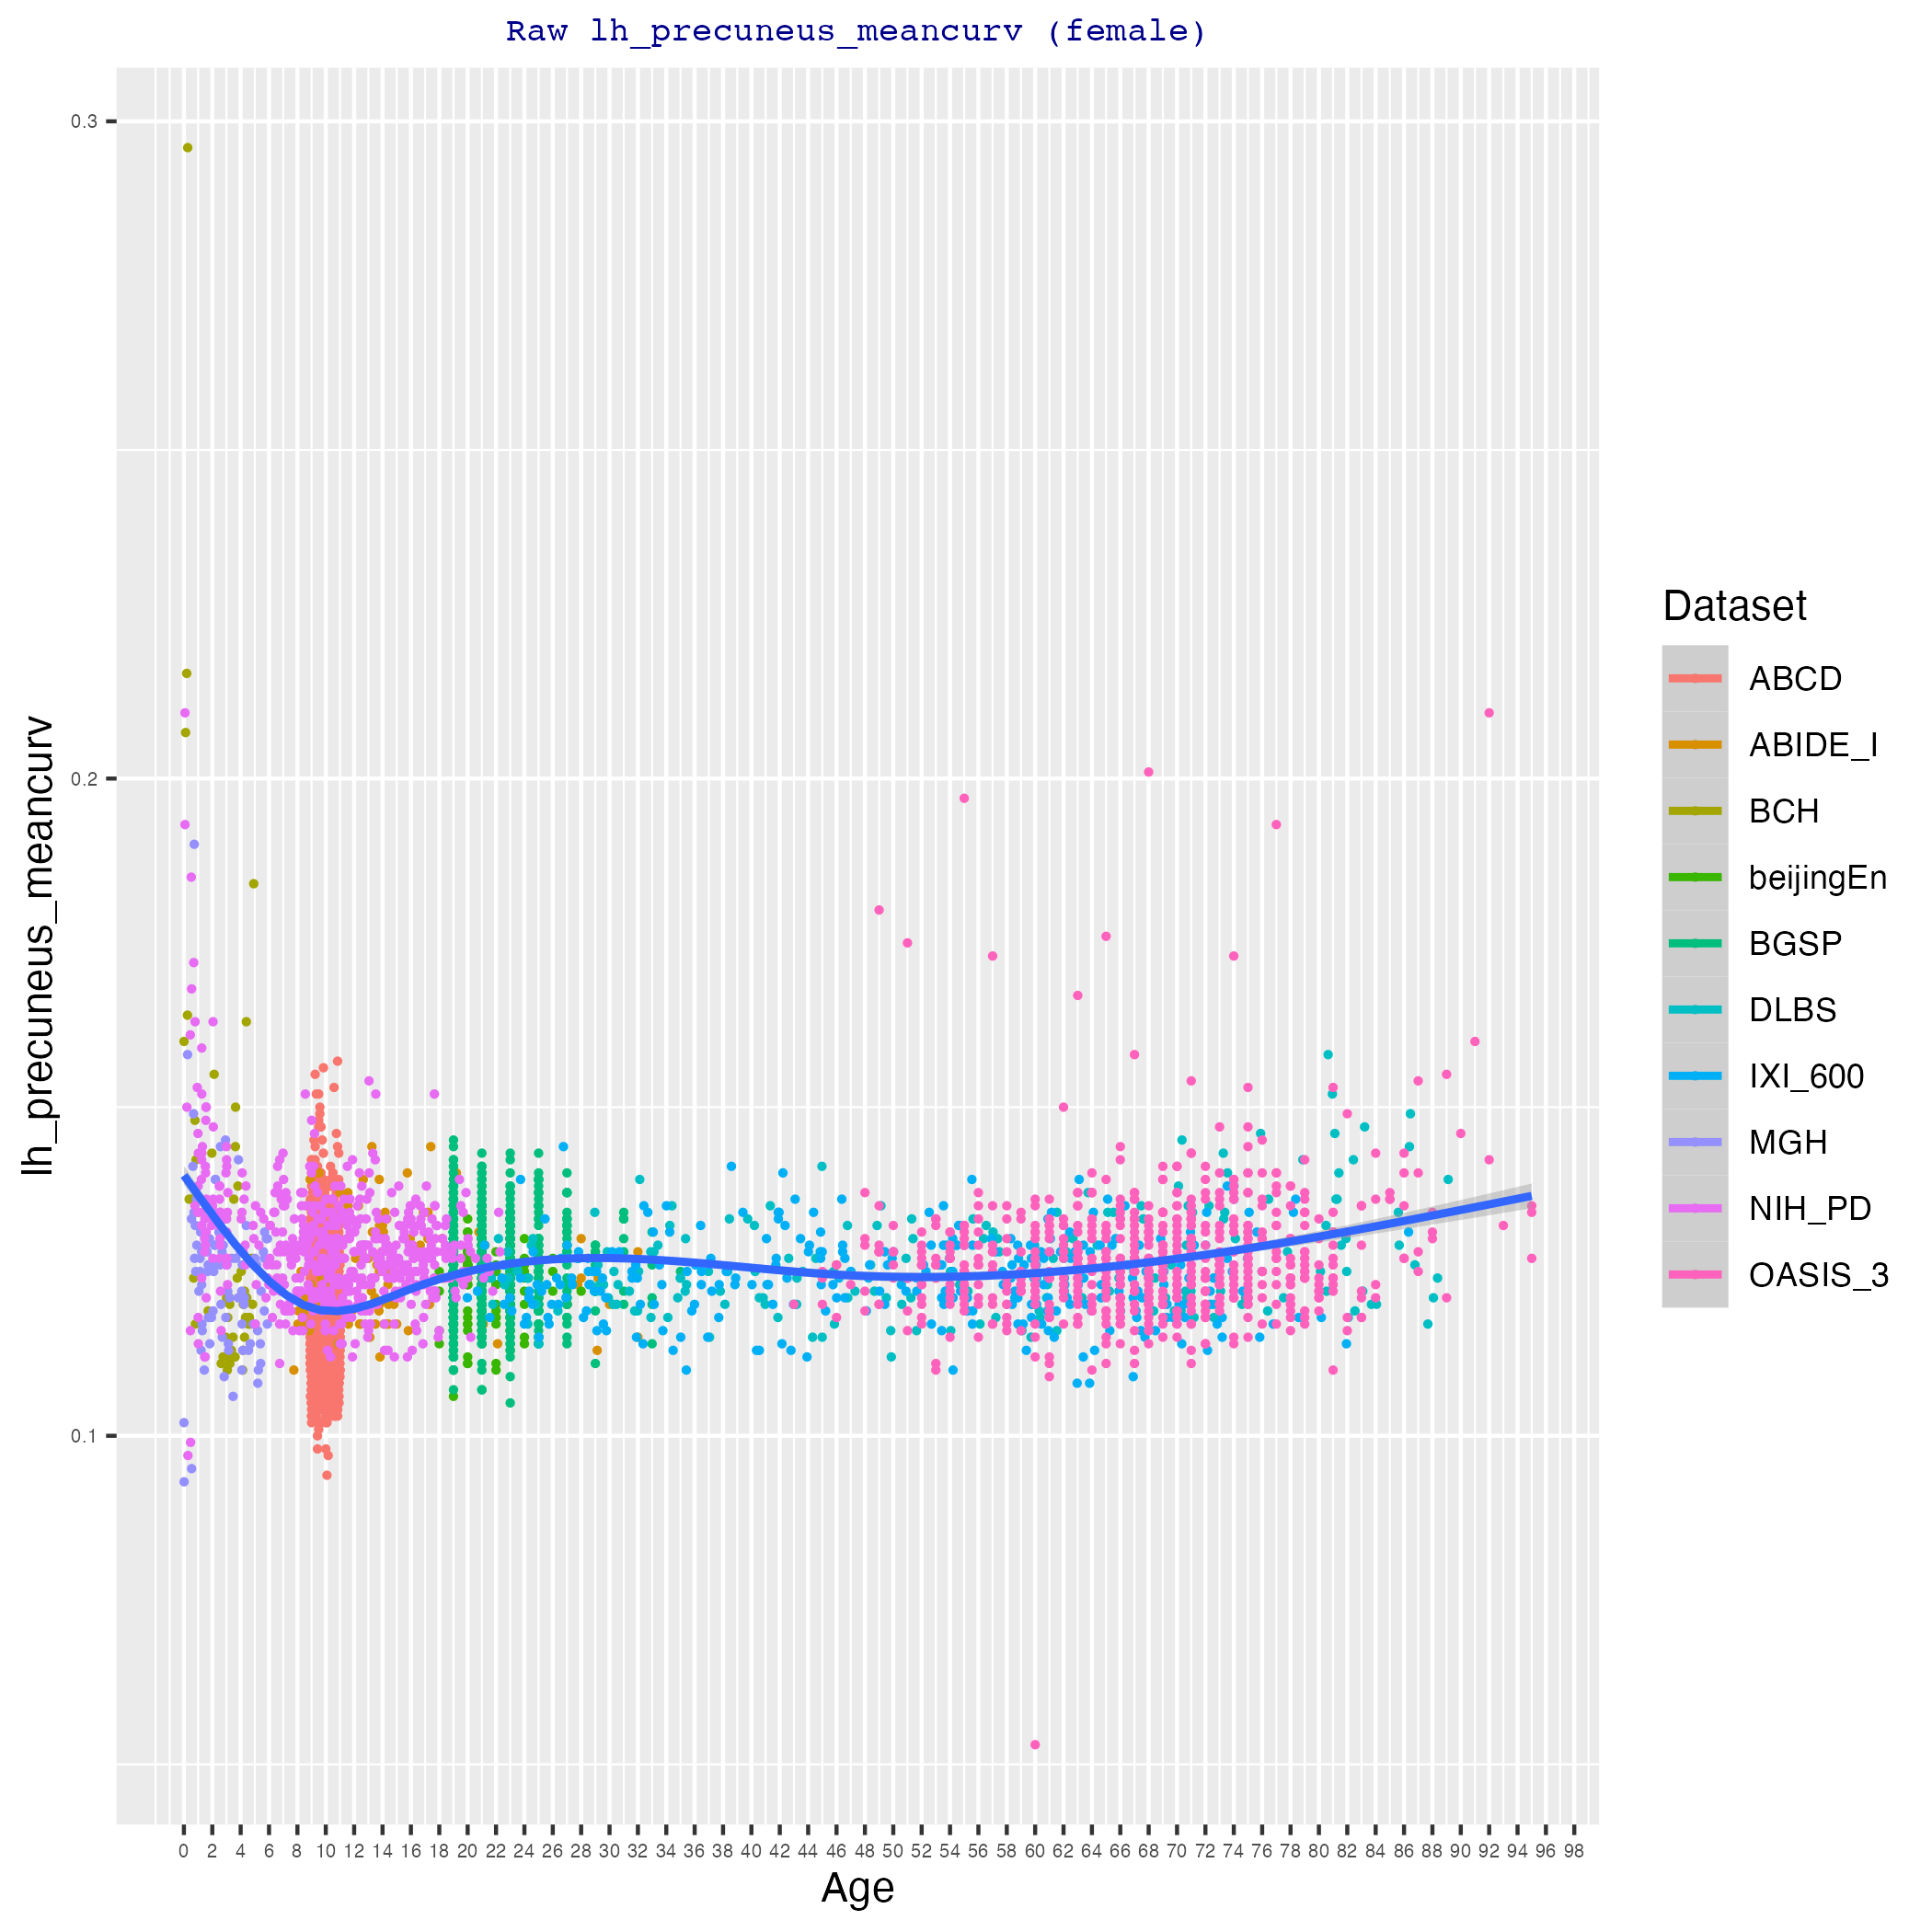 Raw lh_precuneus_meancurv (female)
lh_precuneus_meancurv
0.3
0.2
0.1
0 2 4 6 8 10 12 14 16 18 20 22 24 26 28 30 32 34 36 38 40 42 44 46 48 50 52 54 56 58 60 62 64 66 68 70 72 74 76 78 80 82 84 86 88 90 92 94 96 98
Age
Dataset
ABCD
ABIDE_I
BCH
beijingEn
BGSP
DLBS
IXI_600
MGH
NIH_PD
OASIS_3